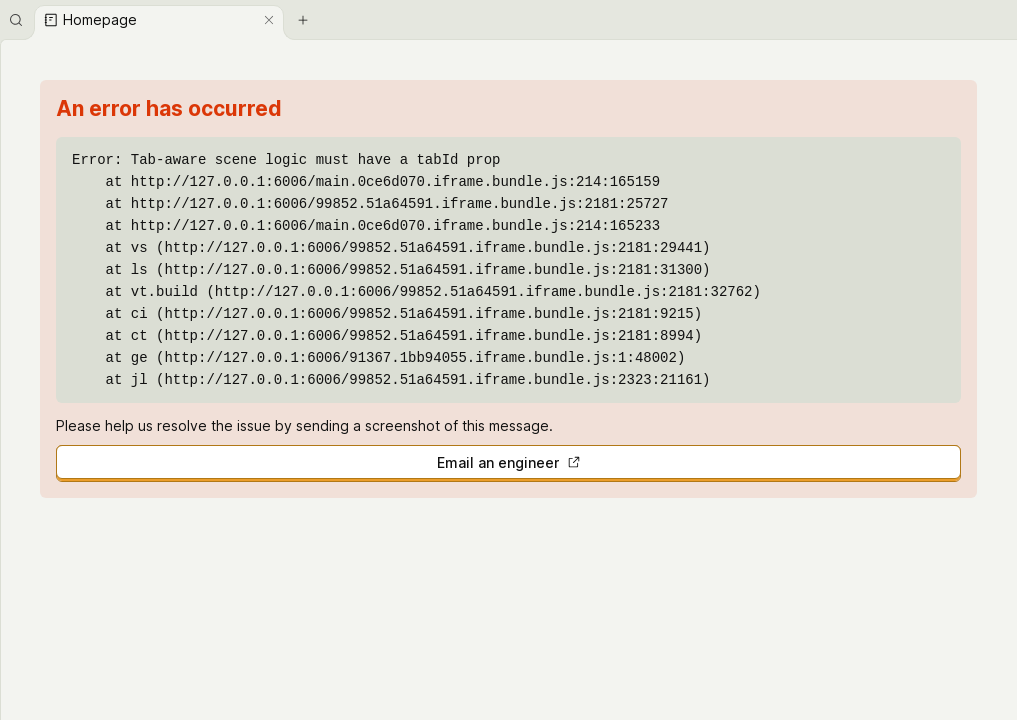 Homepage
An error has occurred
Error: Tab-aware scene logic must have a tabId prop
    at http://127.0.0.1:6006/main.0ce6d070.iframe.bundle.js:214:165159
    at http://127.0.0.1:6006/99852.51a64591.iframe.bundle.js:2181:25727
    at http://127.0.0.1:6006/main.0ce6d070.iframe.bundle.js:214:165233
    at vs (http://127.0.0.1:6006/99852.51a64591.iframe.bundle.js:2181:29441)
    at ls (http://127.0.0.1:6006/99852.51a64591.iframe.bundle.js:2181:31300)
    at vt.build (http://127.0.0.1:6006/99852.51a64591.iframe.bundle.js:2181:32762)
    at ci (http://127.0.0.1:6006/99852.51a64591.iframe.bundle.js:2181:9215)
    at ct (http://127.0.0.1:6006/99852.51a64591.iframe.bundle.js:2181:8994)
    at ge (http://127.0.0.1:6006/91367.1bb94055.iframe.bundle.js:1:48002)
    at jl (http://127.0.0.1:6006/99852.51a64591.iframe.bundle.js:2323:21161)
Please help us resolve the issue by sending a screenshot of this message.
Email an engineer